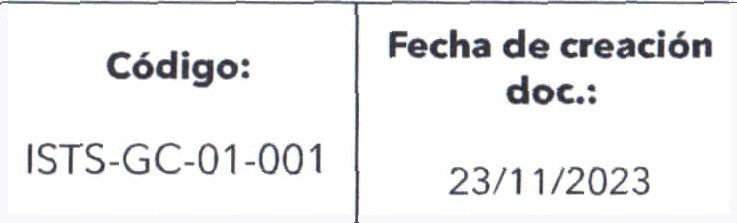 Código:
ISTS-GC-01-001
Fecha de creación
doc.:
23/11/2023